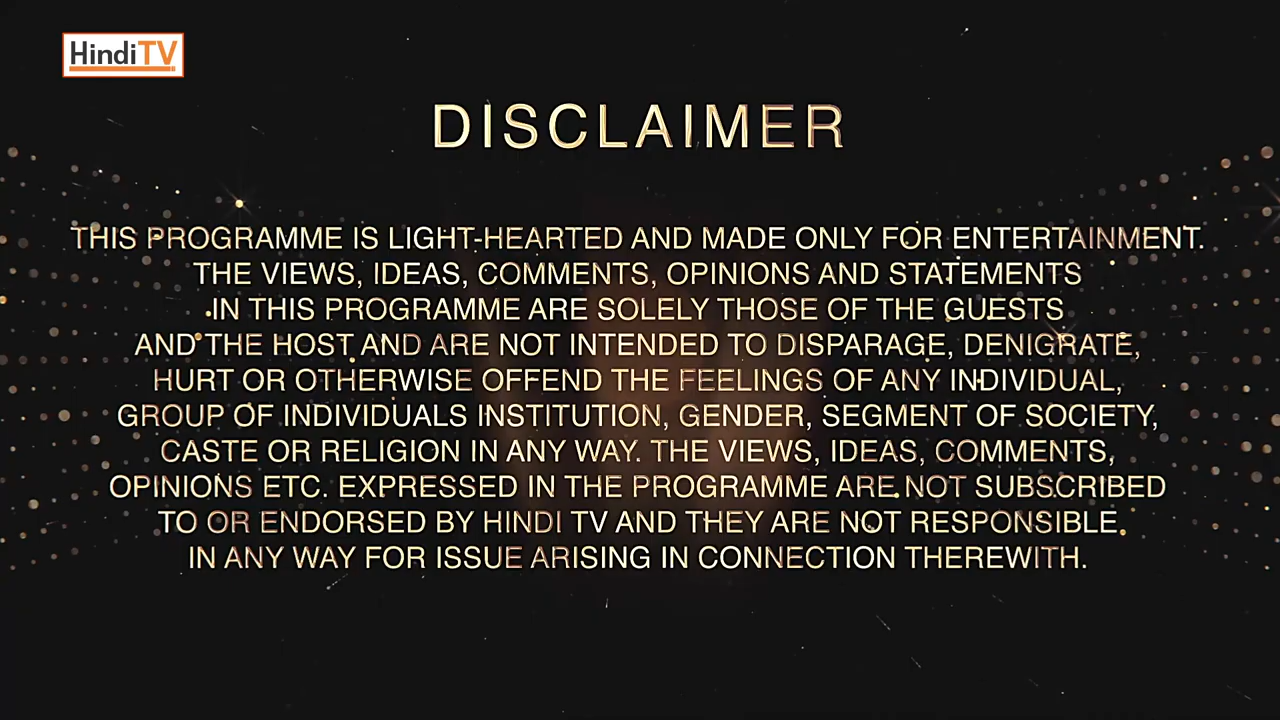 HindiTV
DISCLAIMER
THIS PROGRAMME IS LIGHT-HEARTED AND MADE ONLY FOR ENTERTAINMENT.
THE VIEWS, IDEAS, COMMENTS, OPINIONS AND STATEMENTS
IN THIS PROGRAMME ARE SOLELY THOSE OF THE GUESTS
AND THE HOST AND ARE NOT INTENDED TO DISPARAGE, DENIGRATE,
HURT OR OTHERWISE OFFEND THE FEELINGS OF ANY INDIVIDUAL,
GROUP OF INDIVIDUALS INSTITUTION, GENDER, SEGMENT OF SOCIETY,
CASTE OR RELIGION IN ANY WAY. THE VIEWS, IDEAS, COMMENTS,
OPINIONS ETC. EXPRESSED IN THE PROGRAMME ARE NOT SUBSCRIBED
TO OR ENDORSED BY HINDI TV AND THEY ARE NOT RESPONSIBLE
IN ANY WAY FOR ISSUE ARISING IN CONNECTION THEREWITH.